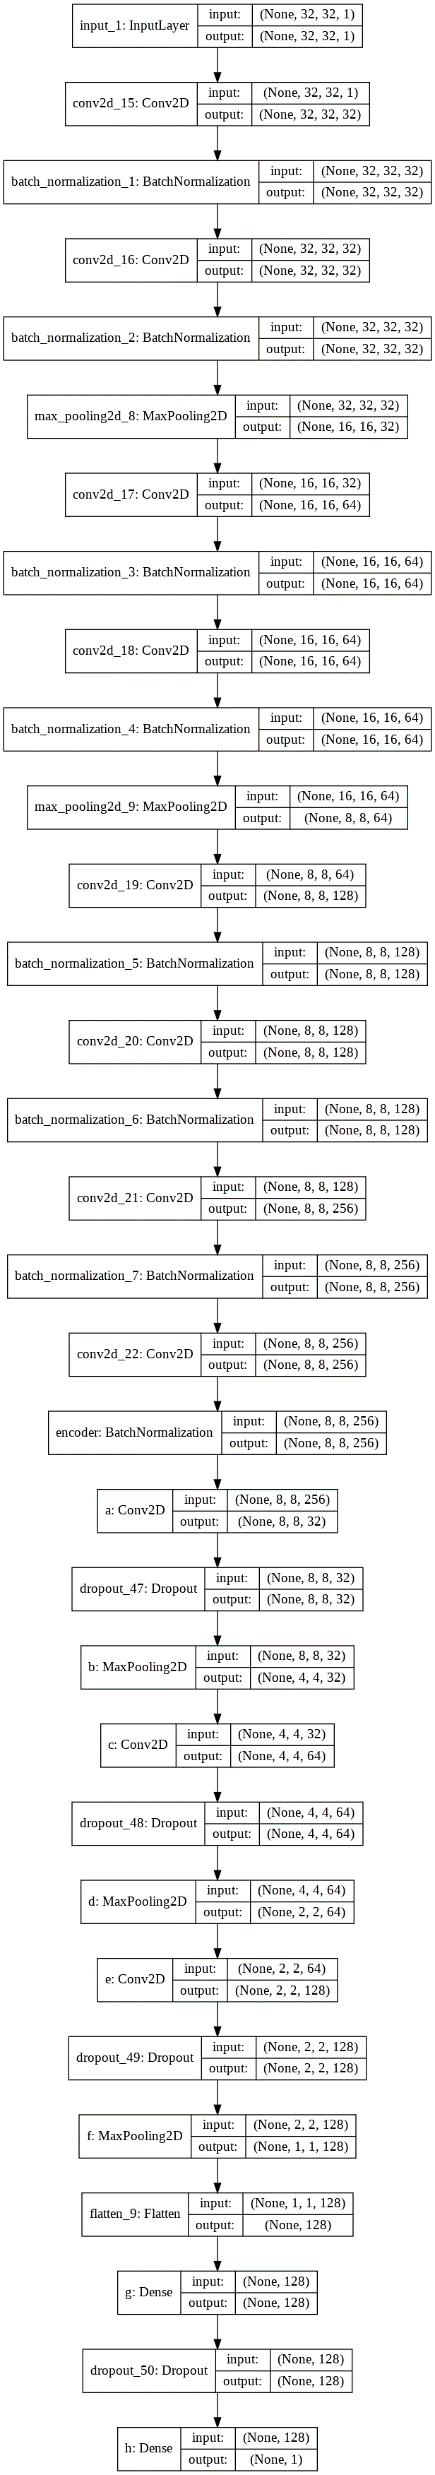 input_1: InputLayer
input: (None, 32, 32, 1)
output: (None, 32, 32, 1)
conv2d_15: Conv2D
input: (None, 32, 32, 1)
output: (None, 32, 32, 32)
batch_normalization_1: BatchNormalization
input: (None, 32, 32, 32)
output: (None, 32, 32, 32)
conv2d_16: Conv2D
input: (None, 32, 32, 32)
output: (None, 32, 32, 32)
batch_normalization_2: BatchNormalization
input: (None, 32, 32, 32)
output: (None, 32, 32, 32)
max_pooling2d_8: MaxPooling2D
input: (None, 32, 32, 32)
output: (None, 16, 16, 32)
conv2d_17: Conv2D
input: (None, 16, 16, 32)
output: (None, 16, 16, 64)
batch_normalization_3: BatchNormalization
input: (None, 16, 16, 64)
output: (None, 16, 16, 64)
conv2d_18: Conv2D
input: (None, 16, 16, 64)
output: (None, 16, 16, 64)
batch_normalization_4: BatchNormalization
input: (None, 16, 16, 64)
output: (None, 16, 16, 64)
max_pooling2d_9: MaxPooling2D
input: (None, 16, 16, 64)
output: (None, 8, 8, 64)
conv2d_19: Conv2D
input: (None, 8, 8, 64)
output: (None, 8, 8, 128)
batch_normalization_5: BatchNormalization
input: (None, 8, 8, 128)
output: (None, 8, 8, 128)
conv2d_20: Conv2D
input: (None, 8, 8, 128)
output: (None, 8, 8, 128)
batch_normalization_6: BatchNormalization
input: (None, 8, 8, 128)
output: (None, 8, 8, 128)
conv2d_21: Conv2D
input: (None, 8, 8, 128)
output: (None, 8, 8, 256)
batch_normalization_7: BatchNormalization
input: (None, 8, 8, 256)
output: (None, 8, 8, 256)
conv2d_22: Conv2D
input: (None, 8, 8, 256)
output: (None, 8, 8, 256)
encoder: BatchNormalization
input: (None, 8, 8, 256)
output: (None, 8, 8, 256)
a: Conv2D
input: (None, 8, 8, 256)
output: (None, 8, 8, 32)
dropout_47: Dropout
input: (None, 8, 8, 32)
output: (None, 8, 8, 32)
b: MaxPooling2D
input: (None, 8, 8, 32)
output: (None, 4, 4, 32)
c: Conv2D
input: (None, 4, 4, 32)
output: (None, 4, 4, 64)
dropout_48: Dropout
input: (None, 4, 4, 64)
output: (None, 4, 4, 64)
d: MaxPooling2D
input: (None, 4, 4, 64)
output: (None, 2, 2, 64)
e: Conv2D
input: (None, 2, 2, 64)
output: (None, 2, 2, 128)
dropout_49: Dropout
input: (None, 2, 2, 128)
output: (None, 2, 2, 128)
f: MaxPooling2D
input: (None, 2, 2, 128)
output: (None, 1, 1, 128)
flatten_9: Flatten
input: (None, 1, 1, 128)
output: (None, 128)
g: Dense
input: (None, 128)
output: (None, 128)
dropout_50: Dropout
input: (None, 128)
output: (None, 128)
h: Dense
input: (None, 128)
output: (None, 1)